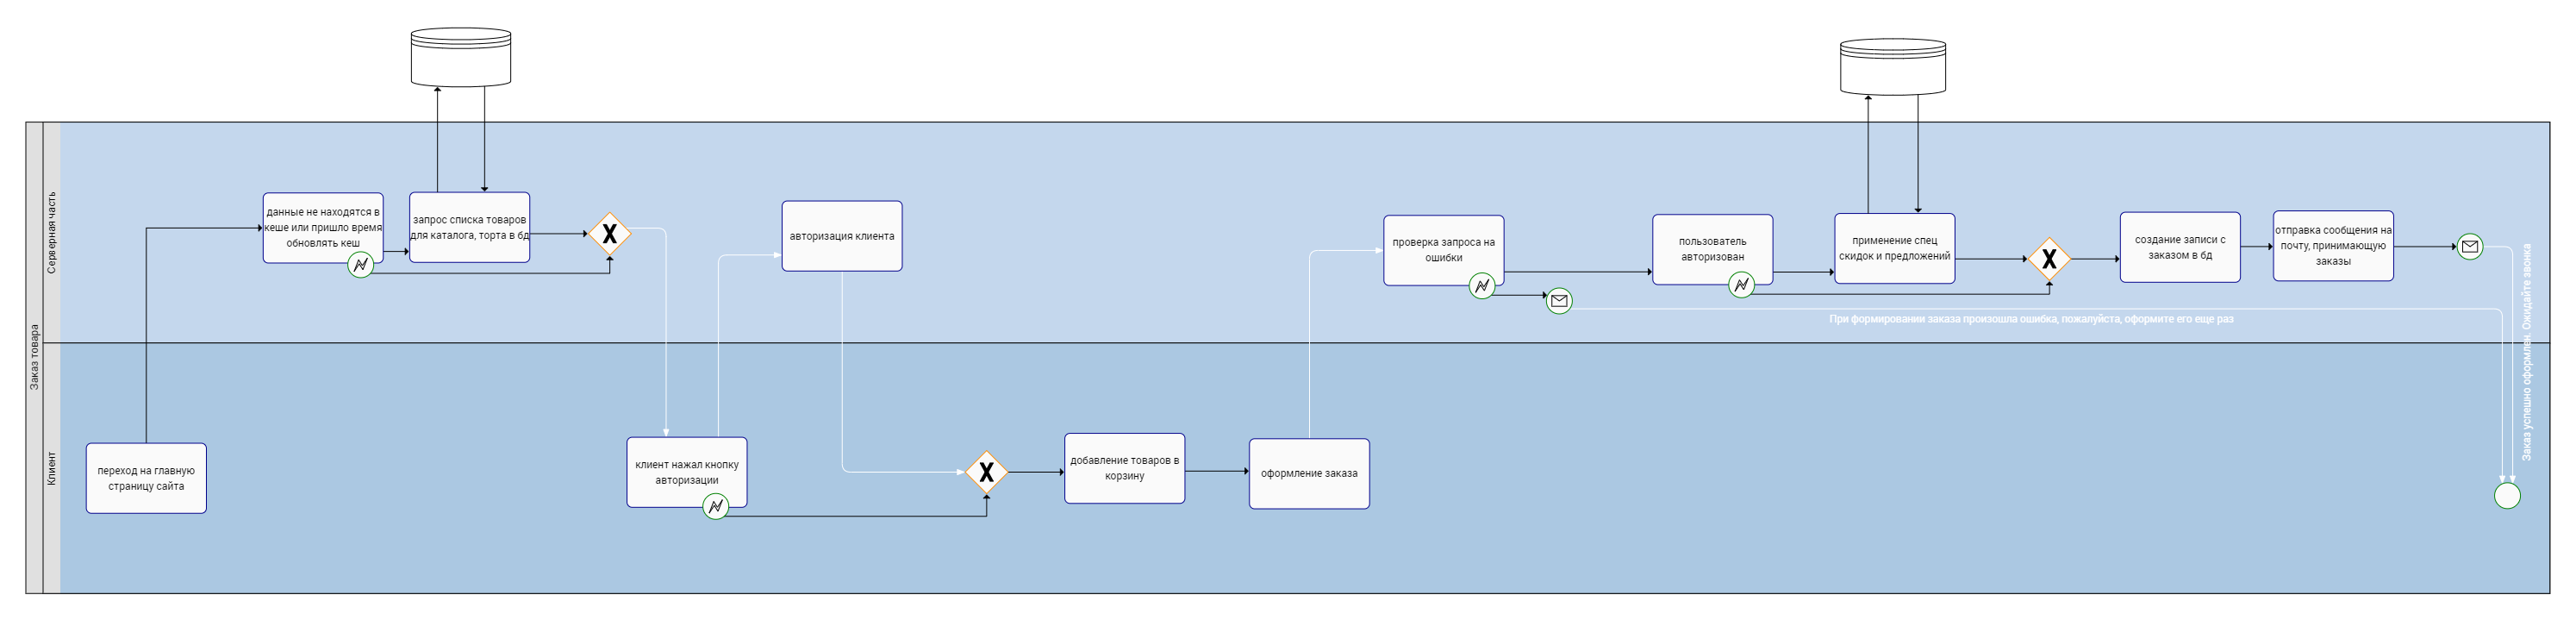 Заказ товара
Серверная часть
данные не находятся в
кеше или пришло время
обновлять кеш
запрос списка товаров
для каталога, торта в бд
X
авторизация клиента
проверка запроса на
ошибки
пользователь
авторизован
применение спец
скидок и предложений
X
создание записи с
заказом в бд
отправка сообщения на
почту, принимающую
заказы
При формировании заказа произошла ошибка, пожалуйста, оформите его еще раз
Заказ успешно оформлен. Ожидайте звонка
Клиент
переход на главную
страницу сайта
клиент нажал кнопку
авторизации
X
добавление товаров в
корзину
оформление заказа